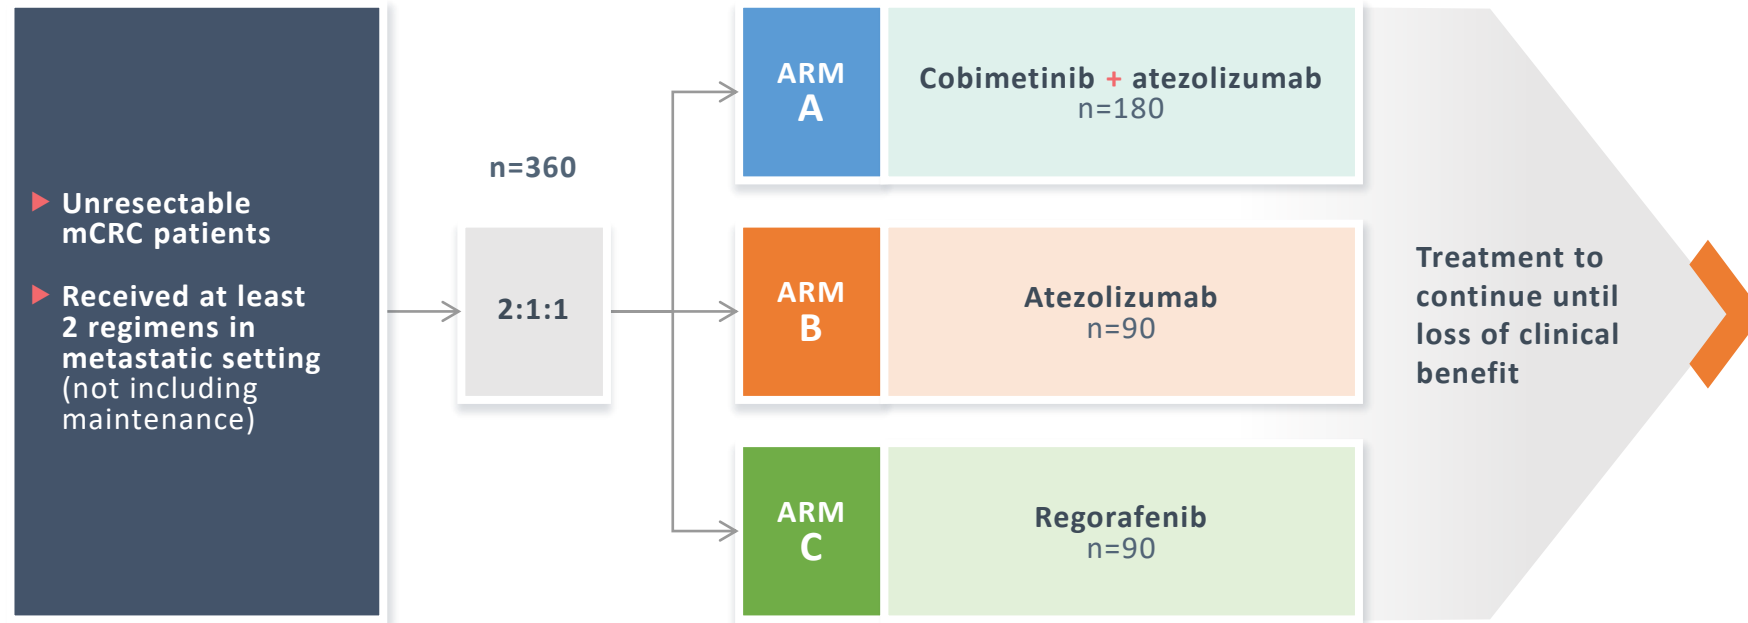 Unresectable
mCRC patients
Received at least
2 regimens in
metastatic setting
(not including
maintenance)
n=360
2:1:1
ARM
A
Cobimetinib + atezolizumab
n=180
ARM
B
Atezolizumab
n=90
ARM
C
Regorafenib
n=90
Treatment to
continue until
loss of clinical
benefit